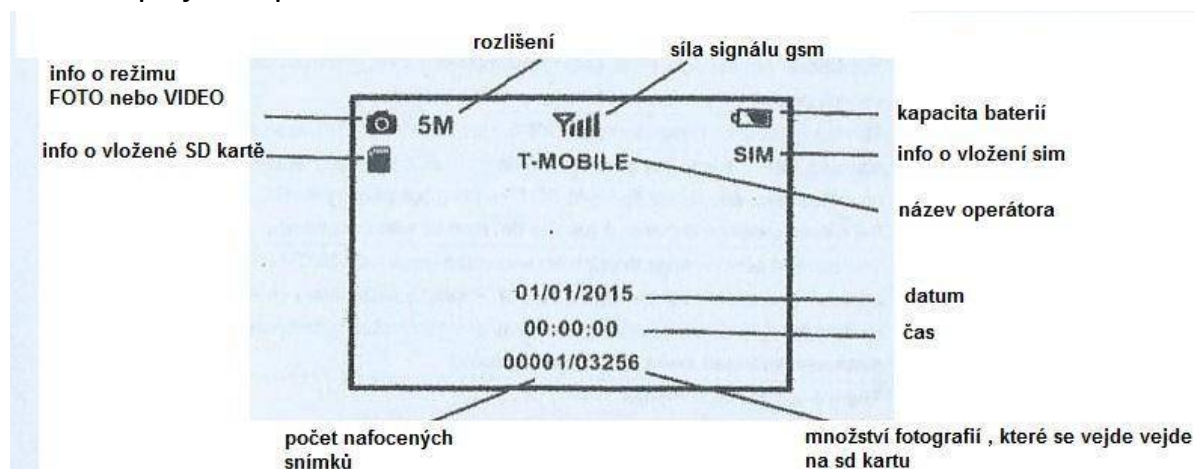 rozlišení
síla signálu gsm
info o režimu
FOTO nebo VIDEO
kapacita baterií
5M
info o vložené SD kartě
T-MOBILE
SIM
info o vložení sim
název operátora
01/01/2015
datum
00:00:00
čas
00001/03256
počet nafocených
snímků
množství fotografií , které se vejde vejde
na sd kartu